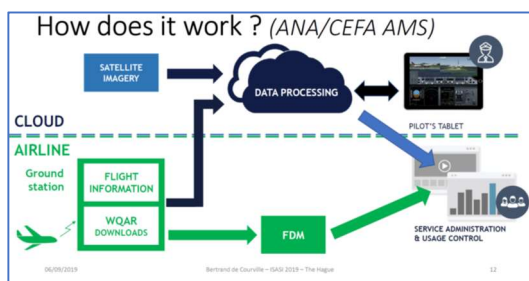 How does it work ? (ANA/CEFA AMS)
SATELLITE
IMAGERY
DATA PROCESSING
PILOT'S TABLET
CLOUD
AIRLINE
Ground
station
FLIGHT
INFORMATION
WQAR
DOWNLOADS
FDM
SERVICE ADMINISTRATION
& USAGE CONTROL
06/09/2019
Bertrand de Courville – ISASI 2019 – The Hague
12